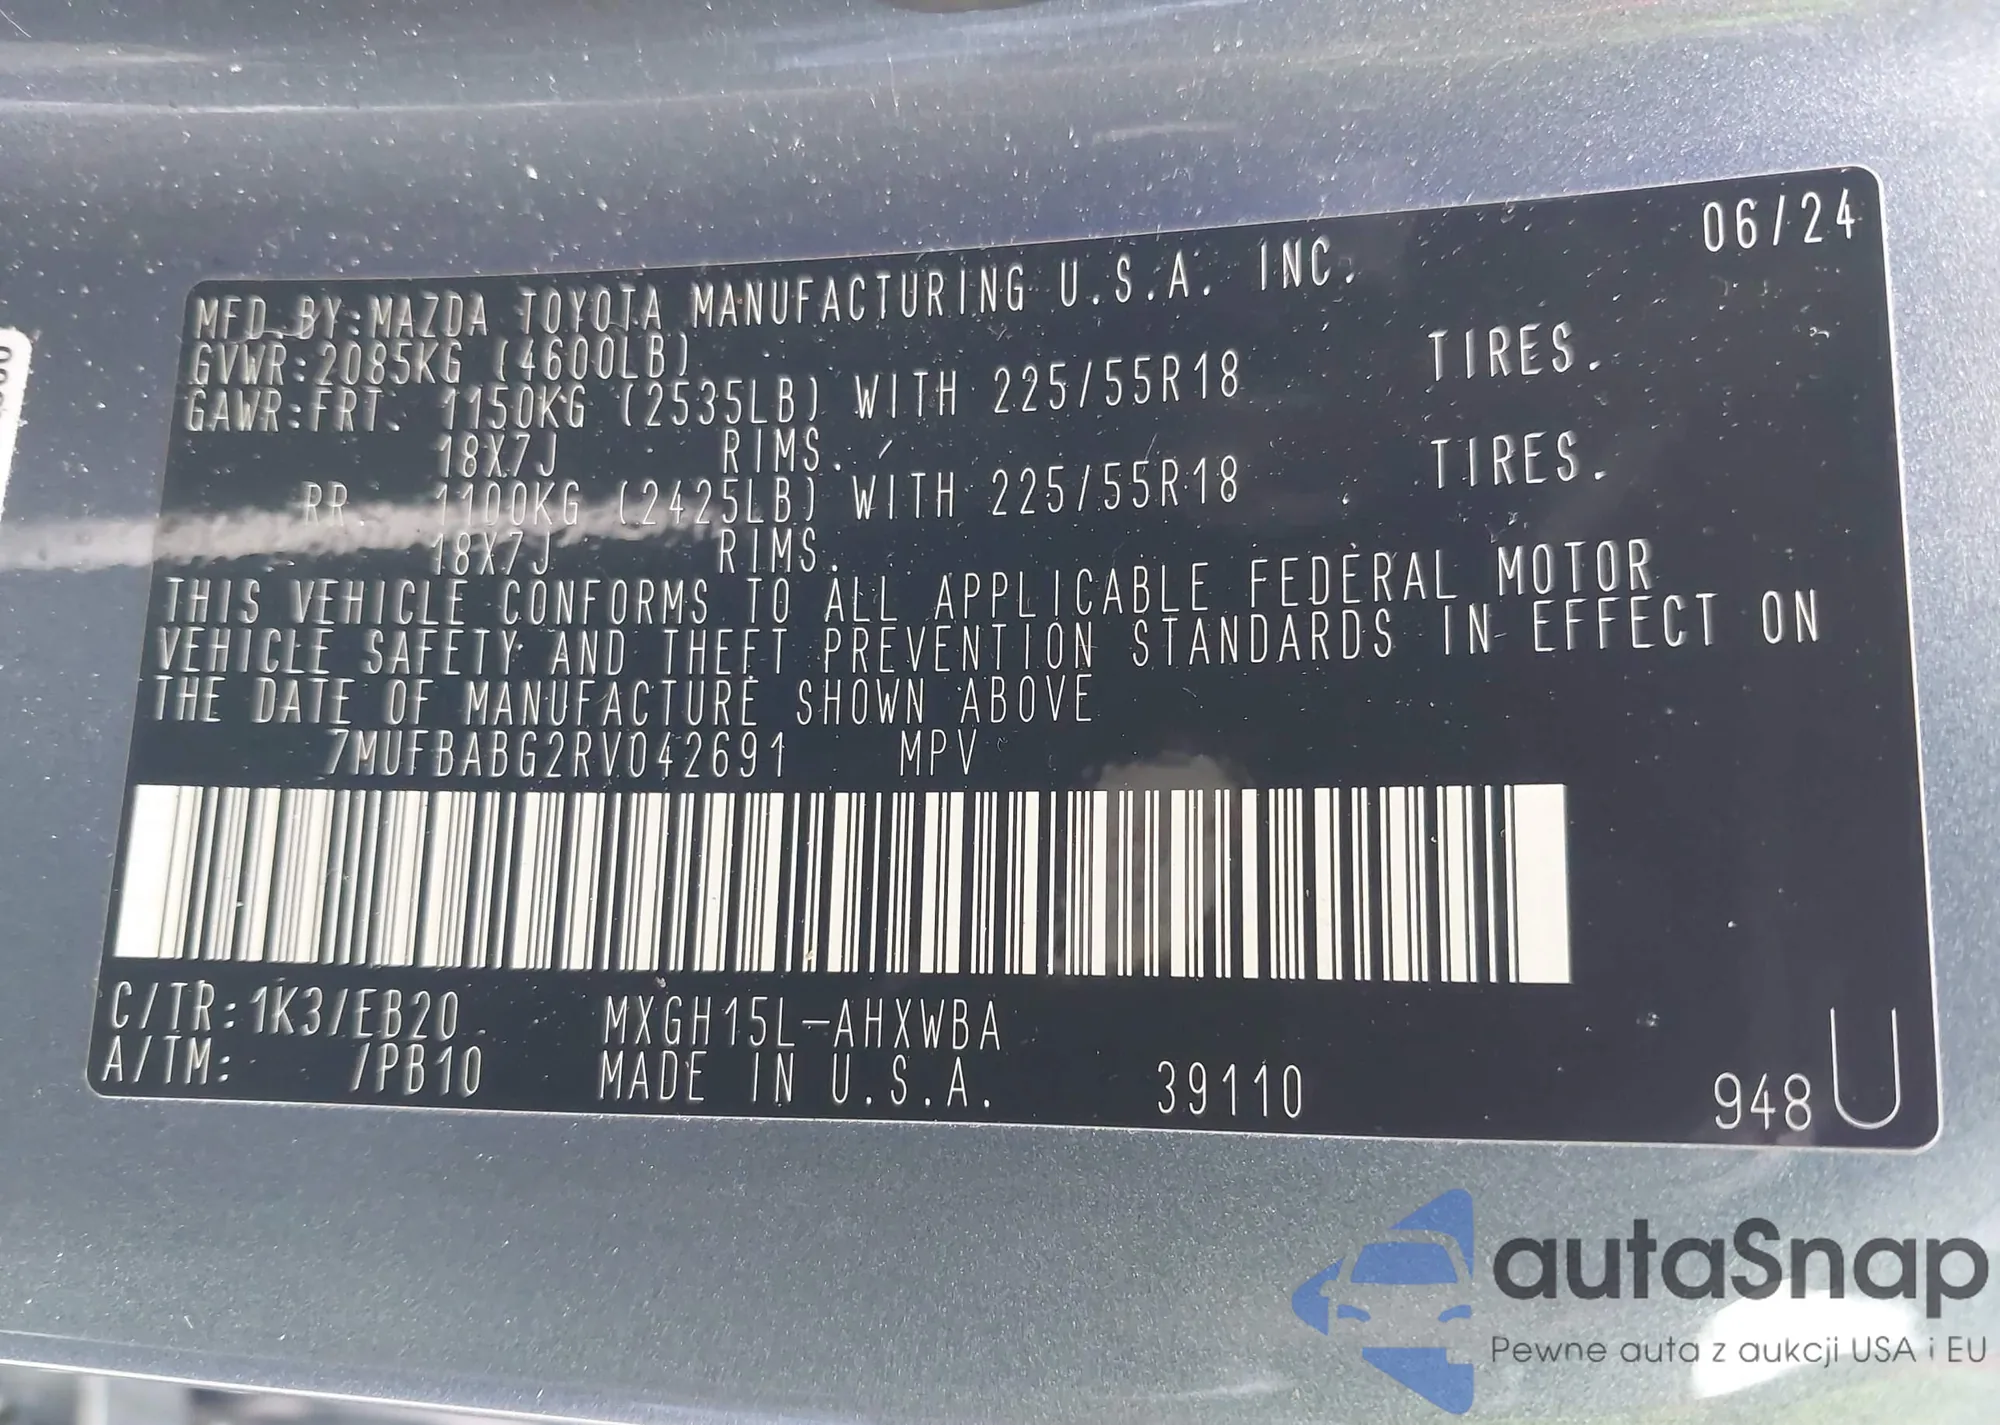 06/24
MFD. BY:MAZDA TOYOTA MANUFACTURING U.S.A. INC.
GVWR:2085KG (4600LB)
GAWR:FRT. 1150KG (2535LB) WITH 225/55R18 TIRES.
18X7J RIMS.
RR. 1100KG (2425LB) WITH 225/55R18 TIRES.
18X7J RIMS.
THIS VEHICLE CONFORMS TO ALL APPLICABLE FEDERAL MOTOR
VEHICLE SAFETY AND THEFT PREVENTION STANDARDS IN EFFECT ON
THE DATE OF MANUFACTURE SHOWN ABOVE
7MUFBABG2RV042691 MPV
C/TR:1K3/EB20 MXGH15L-AHXWBA
A/TM: /PB10 MADE IN U.S.A. 39110 948U
autaSnap
Pewne auta z aukcji USA i EU